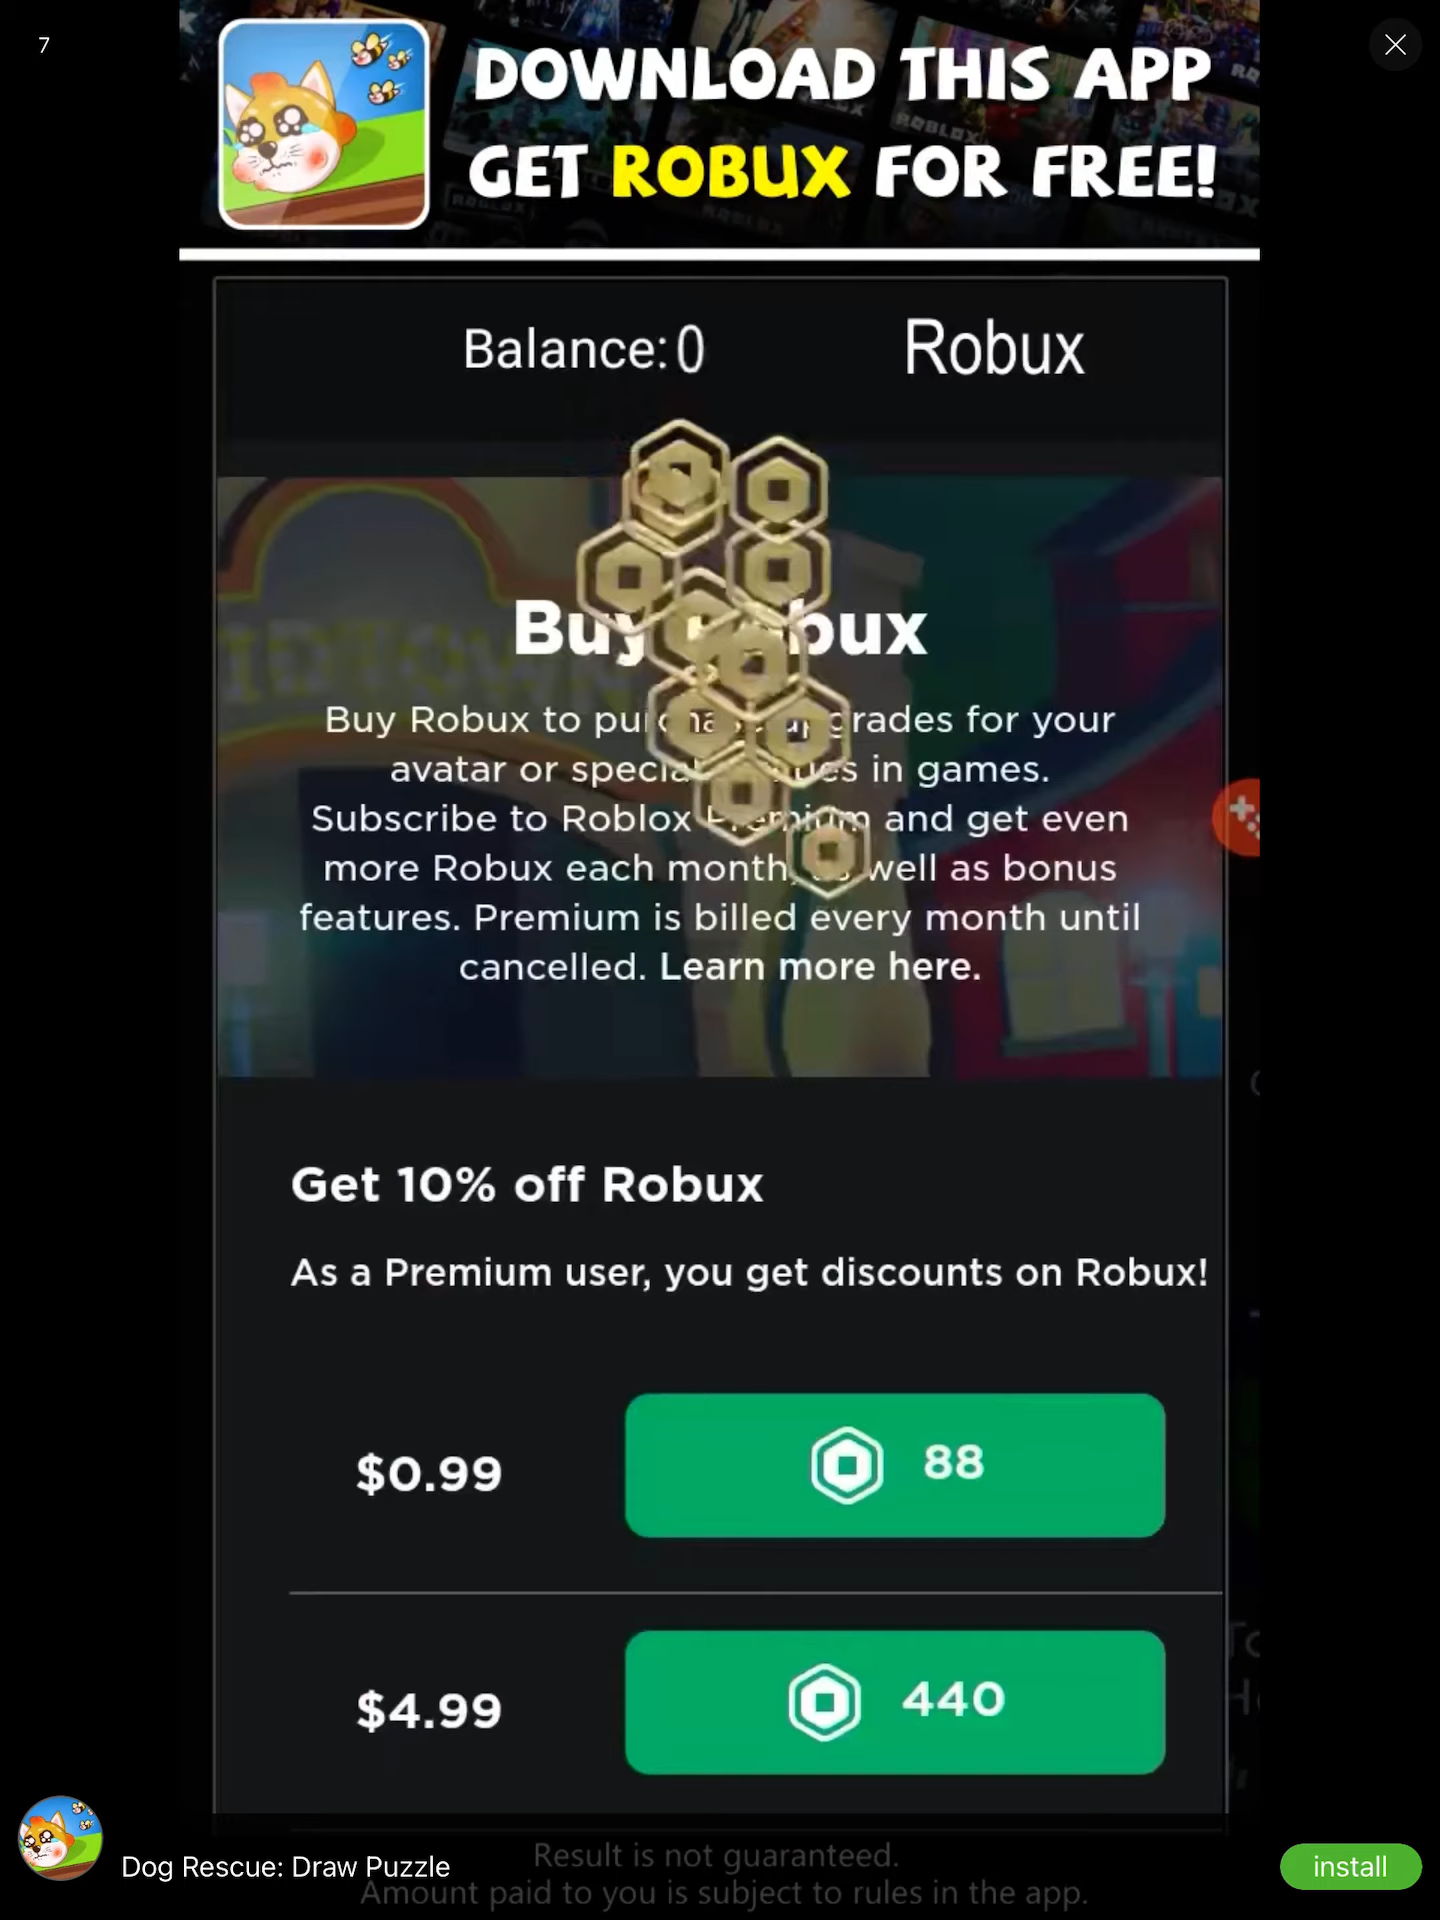 7
DOWNLOAD THIS APP
GET ROBUX FOR FREE!
Balance: 0 Robux
Buy
Buy Robux to purchase upgrades for your
avatar or special in games.
Subscribe to Roblox Premium and get even
more Robux each month, well as bonus
features. Premium is billed every month until
cancelled. Learn more here.
Get 10% off Robux
As a Premium user, you get discounts on Robux!
$0.99 88
$4.99 440
Result is not guaranteed.
Dog Rescue: Draw Puzzle
install
Amount paid to you is subject to rules in the app.